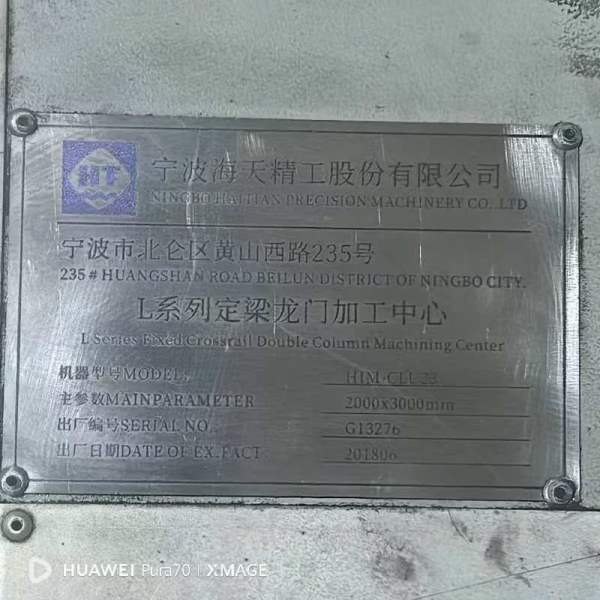 HT
宁波海天精工股份有限公司
NINGBO HAITIAN PRECISION MACHINERY CO., LTD
宁波市北仑区黄山西路235号
235# HUANGSHAN ROAD BEILUN DISTRICT OF NINGBO CITY.
L系列定梁龙门加工中心
L Series Fixed Crossrail Double Column Machining Center
机器型号MODEL.
主参数MAINPARAMETER 2000x3000mm
出厂编号SERIAL NO. G13276
出厂日期DATE OF EX.FACT 201806
HUAWEI Pura70 | XMAGE